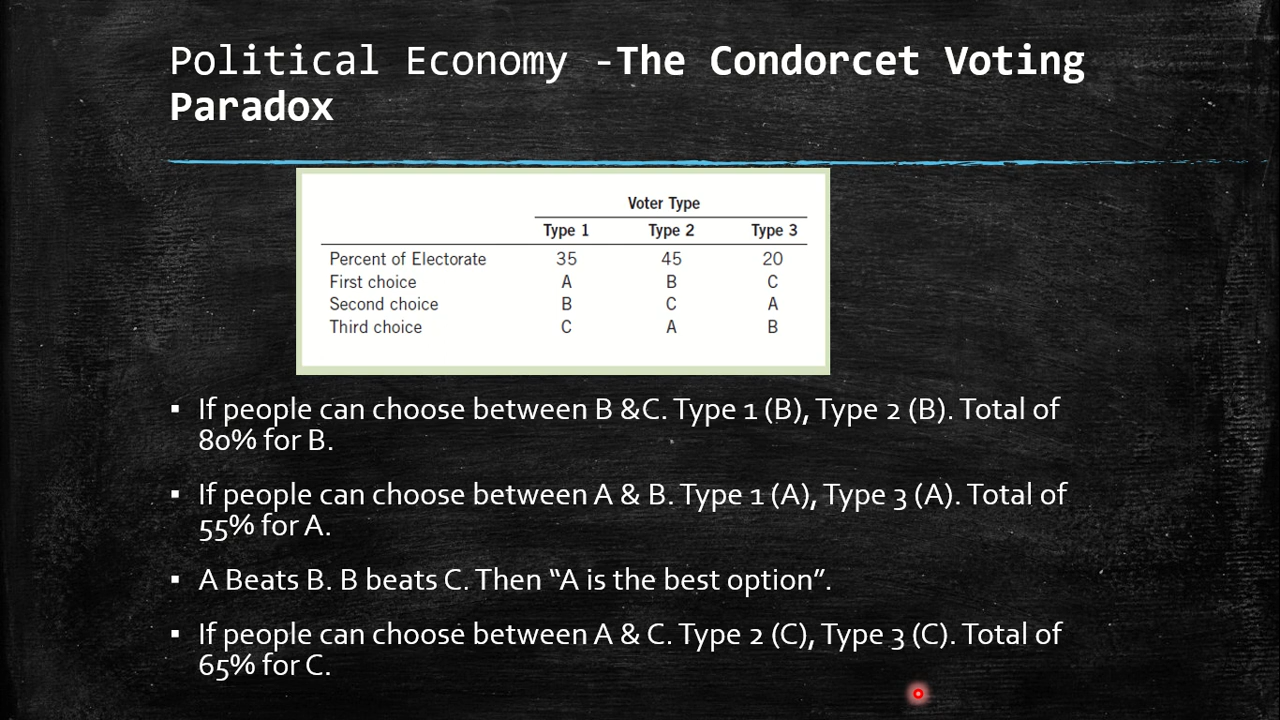 Political Economy -The Condorcet Voting
Paradox
Voter Type
Type 1 Type 2 Type 3
Percent of Electorate 35 45 20
First choice A B C
Second choice B C A
Third choice C A B
▪ If people can choose between B &C. Type 1 (B), Type 2 (B). Total of
80% for B.
▪ If people can choose between A & B. Type 1 (A), Type 3 (A). Total of
55% for A.
▪ A Beats B. B beats C. Then “A is the best option”.
▪ If people can choose between A & C. Type 2 (C), Type 3 (C). Total of
65% for C.